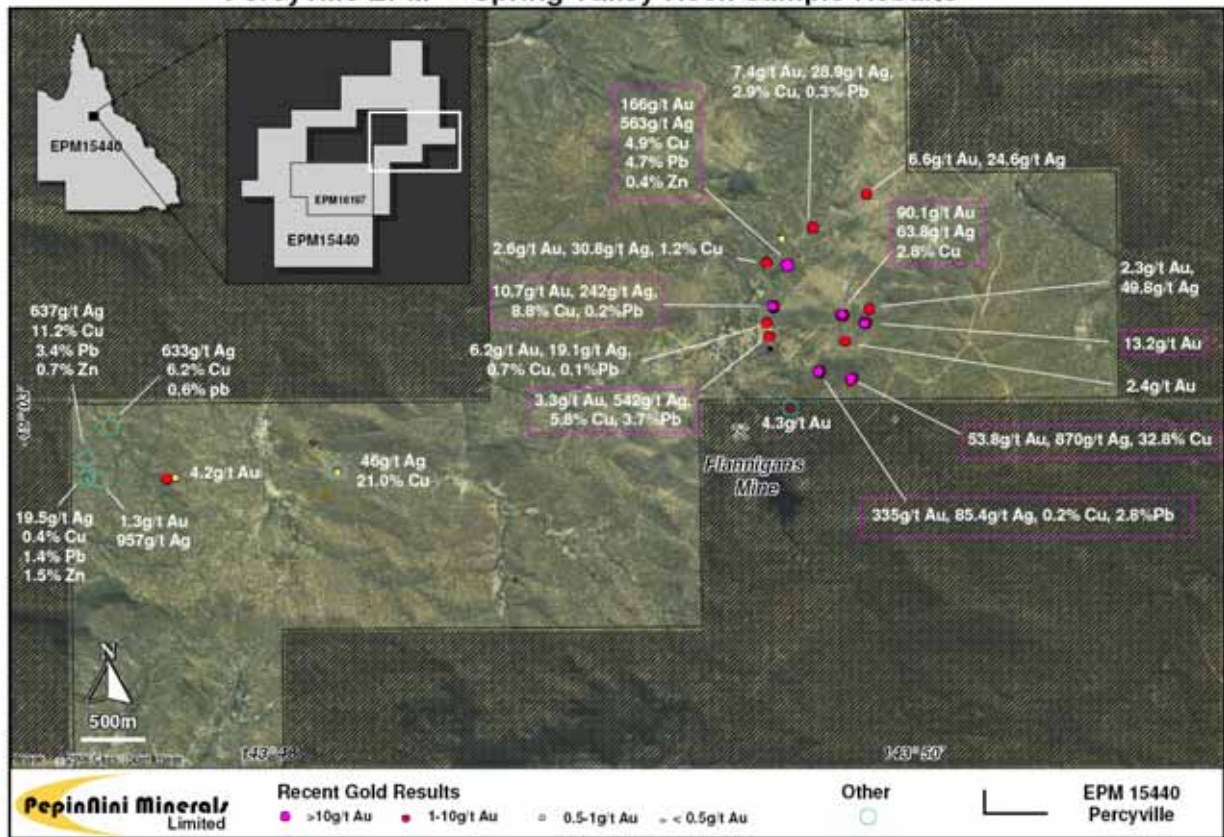 Percyville EPM – Spring Valley Rock Sample Results
EPM15440
EPM16197
EPM15440
7.4g/t Au, 28.9g/t Ag,
2.9% Cu, 0.3% Pb
166g/t Au
563g/t Ag
4.9% Cu
4.7% Pb
0.4% Zn
6.6g/t Au, 24.6g/t Ag
90.1g/t Au
63.8g/t Ag
2.8% Cu
2.6g/t Au, 30.8g/t Ag, 1.2% Cu
2.3g/t Au,
49.8g/t Ag
10.7g/t Au, 242g/t Ag,
8.8% Cu, 0.2%Pb
13.2g/t Au
6.2g/t Au, 19.1g/t Ag,
0.7% Cu, 0.1%Pb
2.4g/t Au
3.3g/t Au, 542g/t Ag,
5.8% Cu, 3.7%Pb
4.3g/t Au
53.8g/t Au, 870g/t Ag, 32.8% Cu
Flannigans
Mine
335g/t Au, 85.4g/t Ag, 0.2% Cu, 2.8%Pb
637g/t Ag
11.2% Cu
3.4% Pb
0.7% Zn
633g/t Ag
6.2% Cu
0.6% pb
4.2g/t Au
46g/t Ag
21.0% Cu
19.5g/t Ag
0.4% Cu
1.4% Pb
1.5% Zn
1.3g/t Au
957g/t Ag
N
500m
143° 50'
PepinNini Minerals
Limited
Recent Gold Results
>10g/t Au
1-10g/t Au
0.5-1g/t Au
< 0.5g/t Au
Other
EPM 15440
Percyville